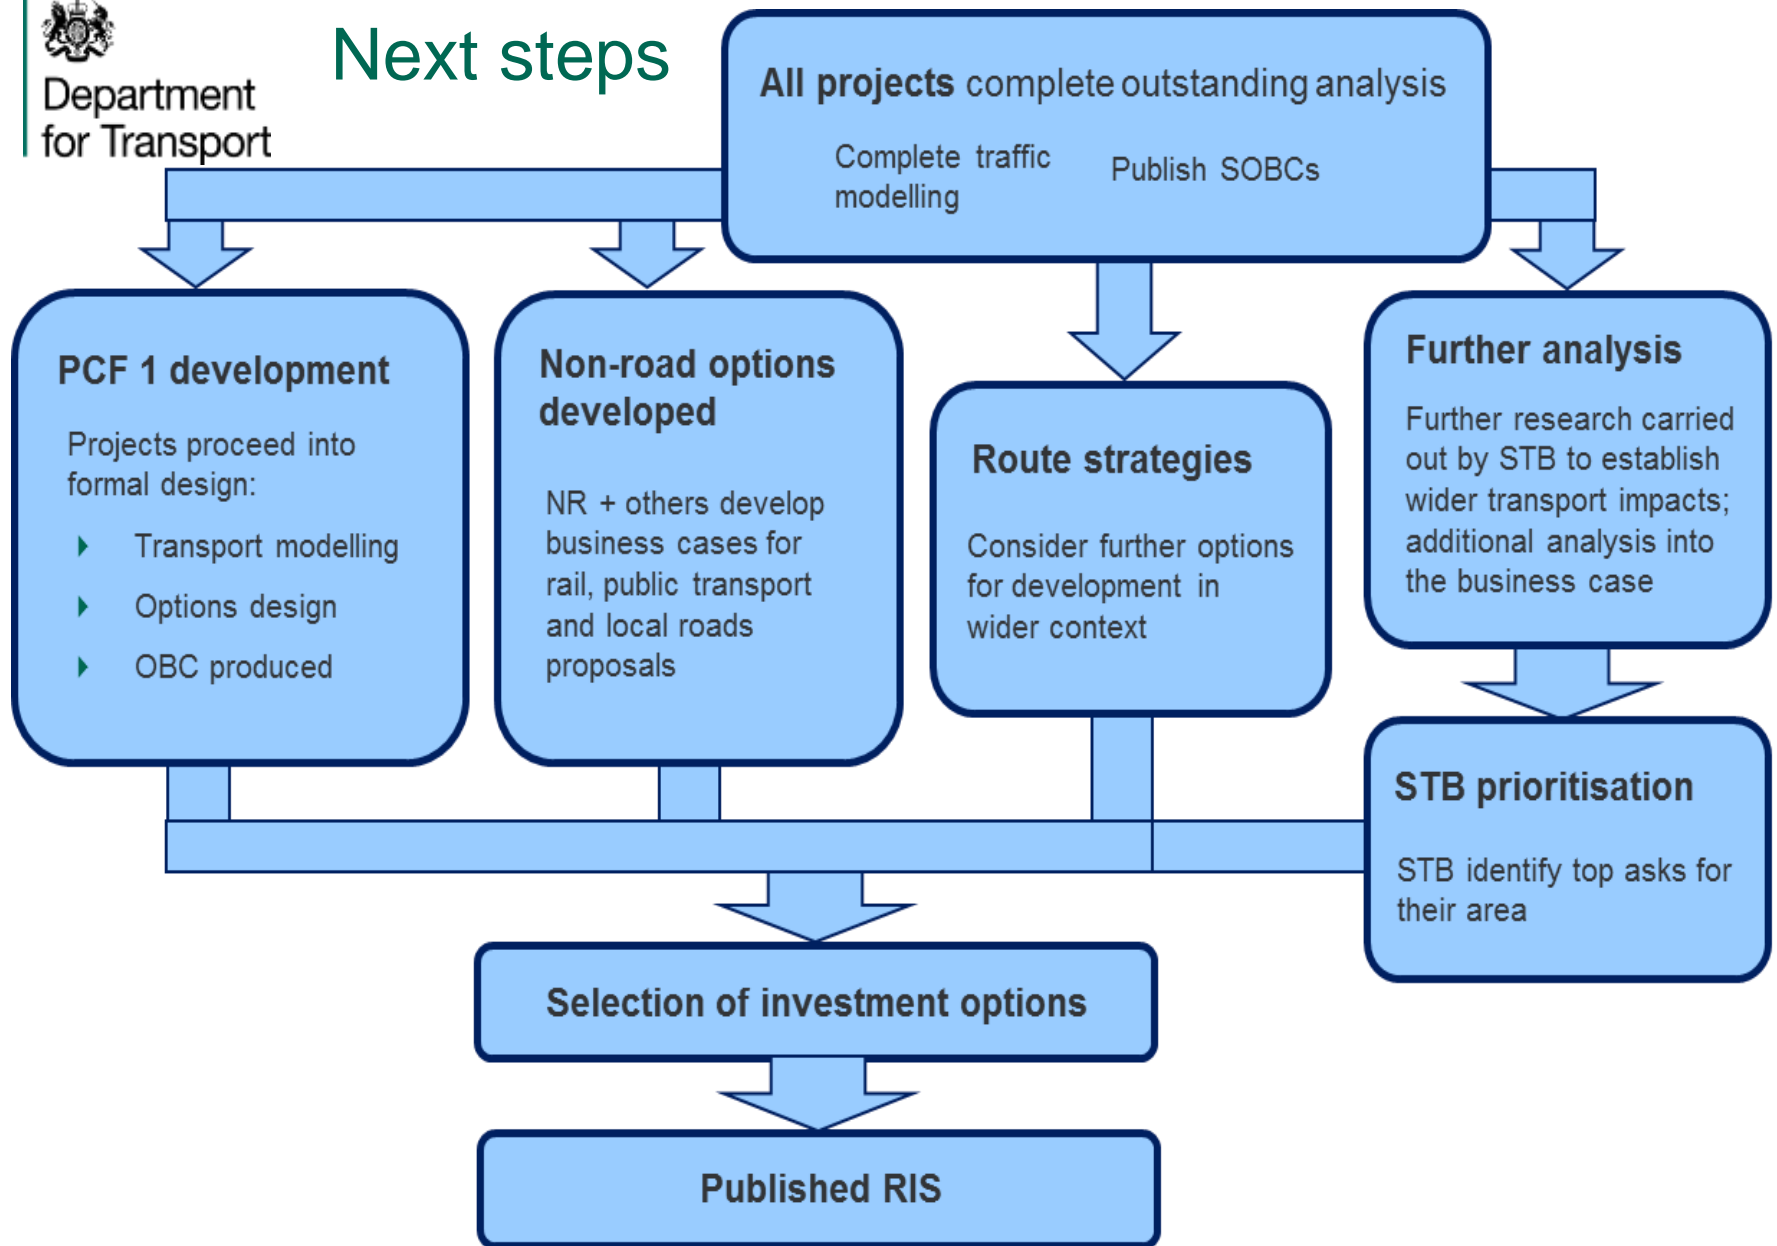 Department
for Transport
Next steps
All projects complete outstanding analysis
Complete traffic
modelling
Publish SOBCs
PCF 1 development
Projects proceed into
formal design:
Transport modelling
Options design
OBC produced
Non-road options
developed
NR + others develop
business cases for
rail, public transport
and local roads
proposals
Route strategies
Consider further options
for development in
wider context
Further analysis
Further research carried
out by STB to establish
wider transport impacts;
additional analysis into
the business case
STB prioritisation
STB identify top asks for
their area
Selection of investment options
Published RIS